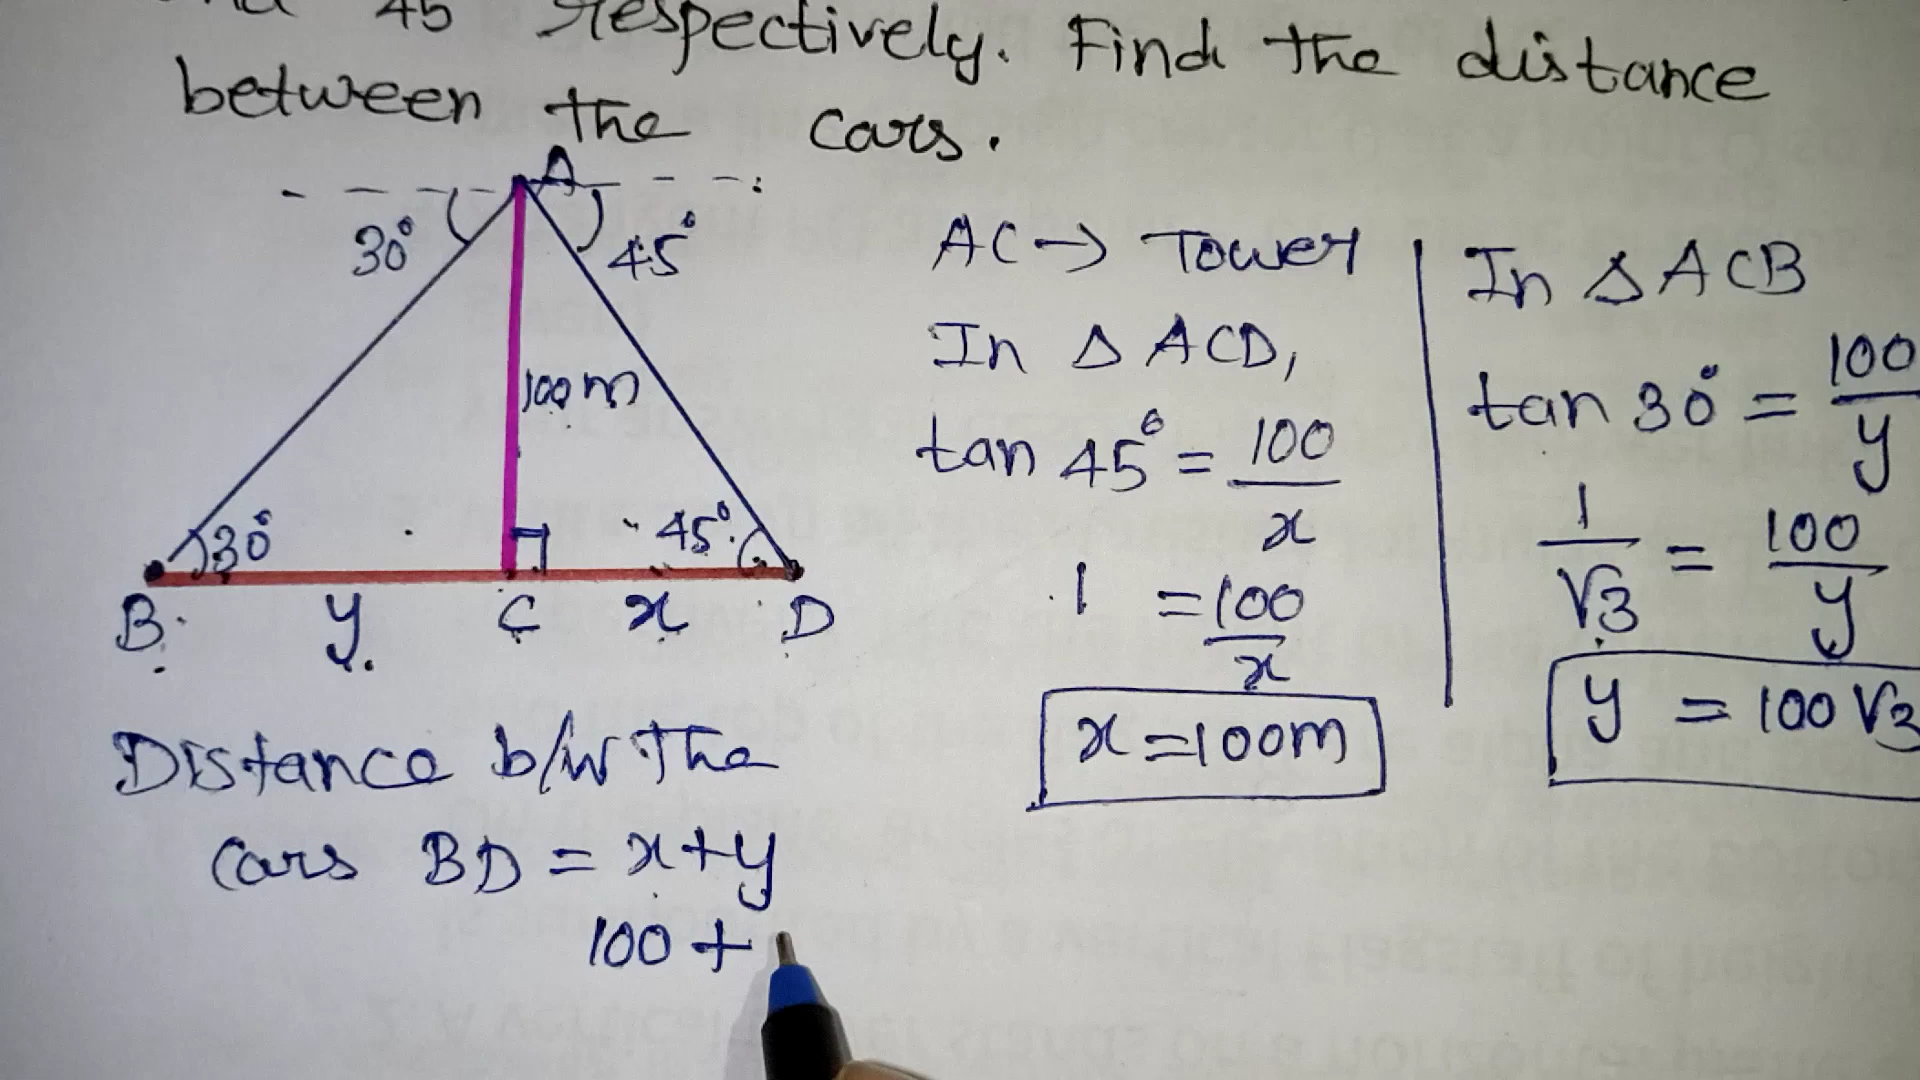 45 respectively. Find the distance
between the cars.
A
30° 45°
100m
30° 45°
B y C x D
Distance b/w the
cars BD = x+y
100 +
AC → Tower
In △ ACD,
tan 45° = 100/x
1 = 100/x
x = 100m
In △ ACB
tan 30° = 100/y
1/√3 = 100/y
y = 100√3